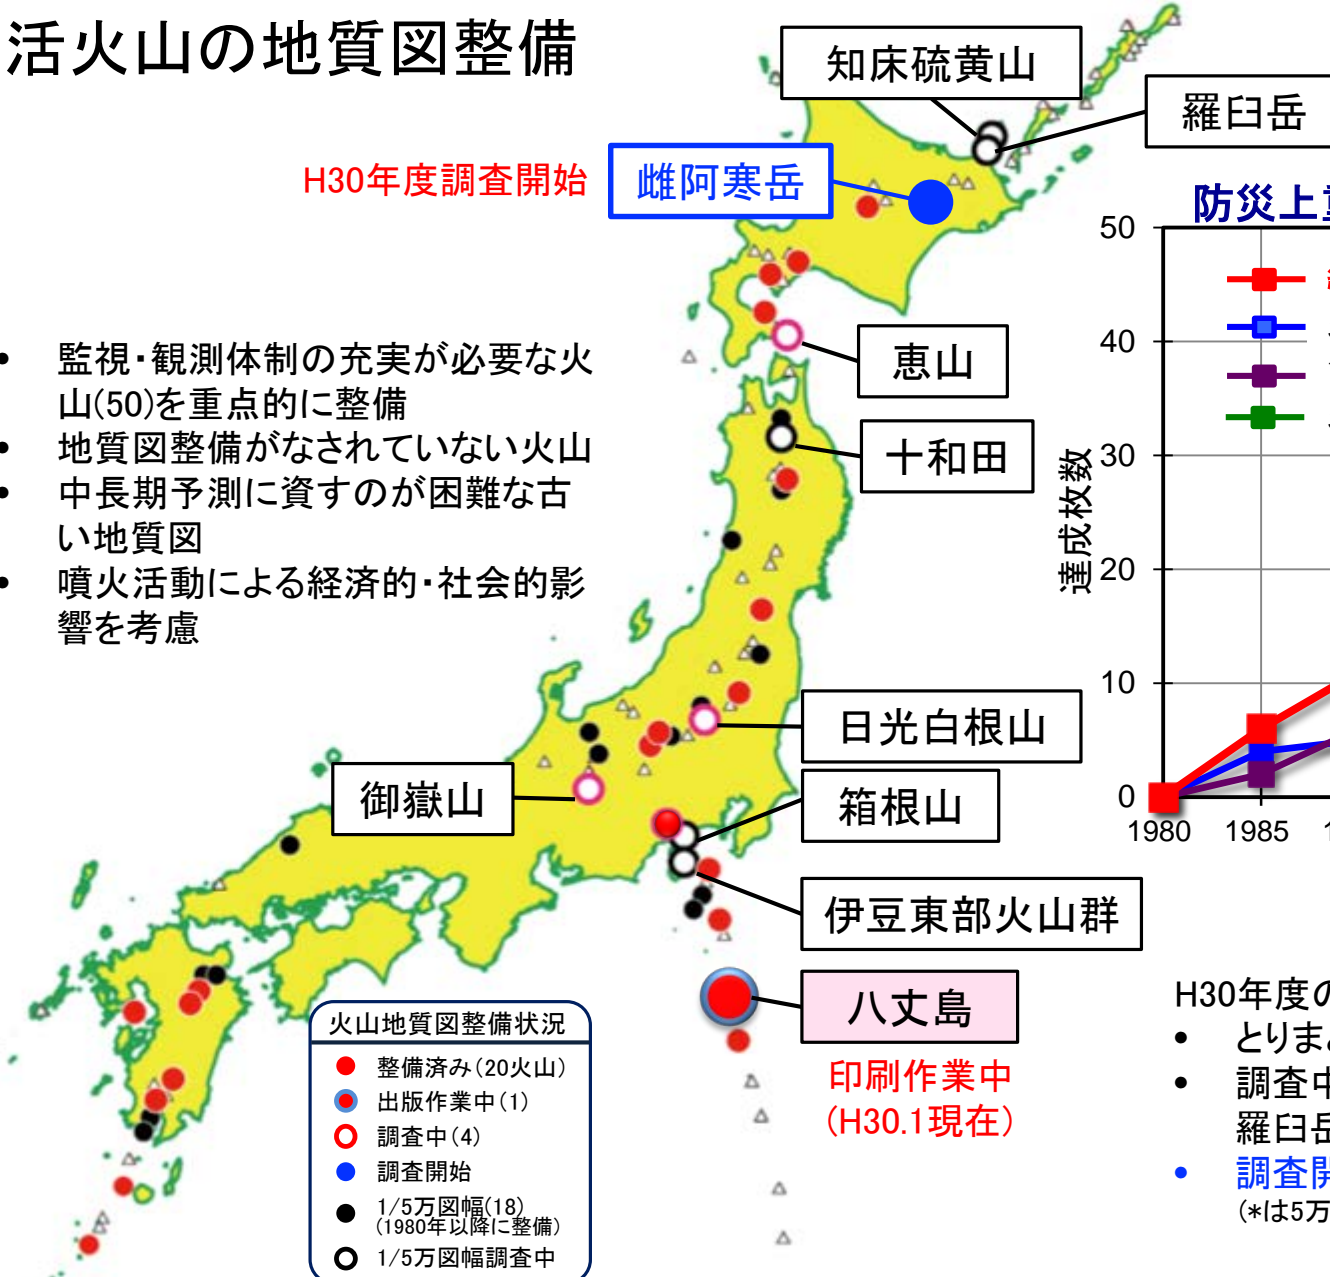 活火山の地質図整備
知床硫黄山
羅臼岳
H30年度調査開始
雌阿寒岳
• 監視・観測体制の充実が必要な火
山(50)を重点的に整備
• 地質図整備がなされていない火山
• 中長期予測に資すのが困難な古
い地質図
• 噴火活動による経済的・社会的影
響を考慮
恵山
十和田
日光白根山
御嶽山
箱根山
伊豆東部火山群
八丈島
印刷作業中
(H30.1現在)
火山地質図整備状況
整備済み(20火山)
出版作業中(1)
調査中(4)
調査開始
1/5万図幅(18)
(1980年以降に整備)
1/5万図幅調査中
防災上
達成枚数
50
40
30
20
10
0
1980 1985
H30年度の
• とりま
• 調査中
羅臼岳
• 調査開
(*は5万